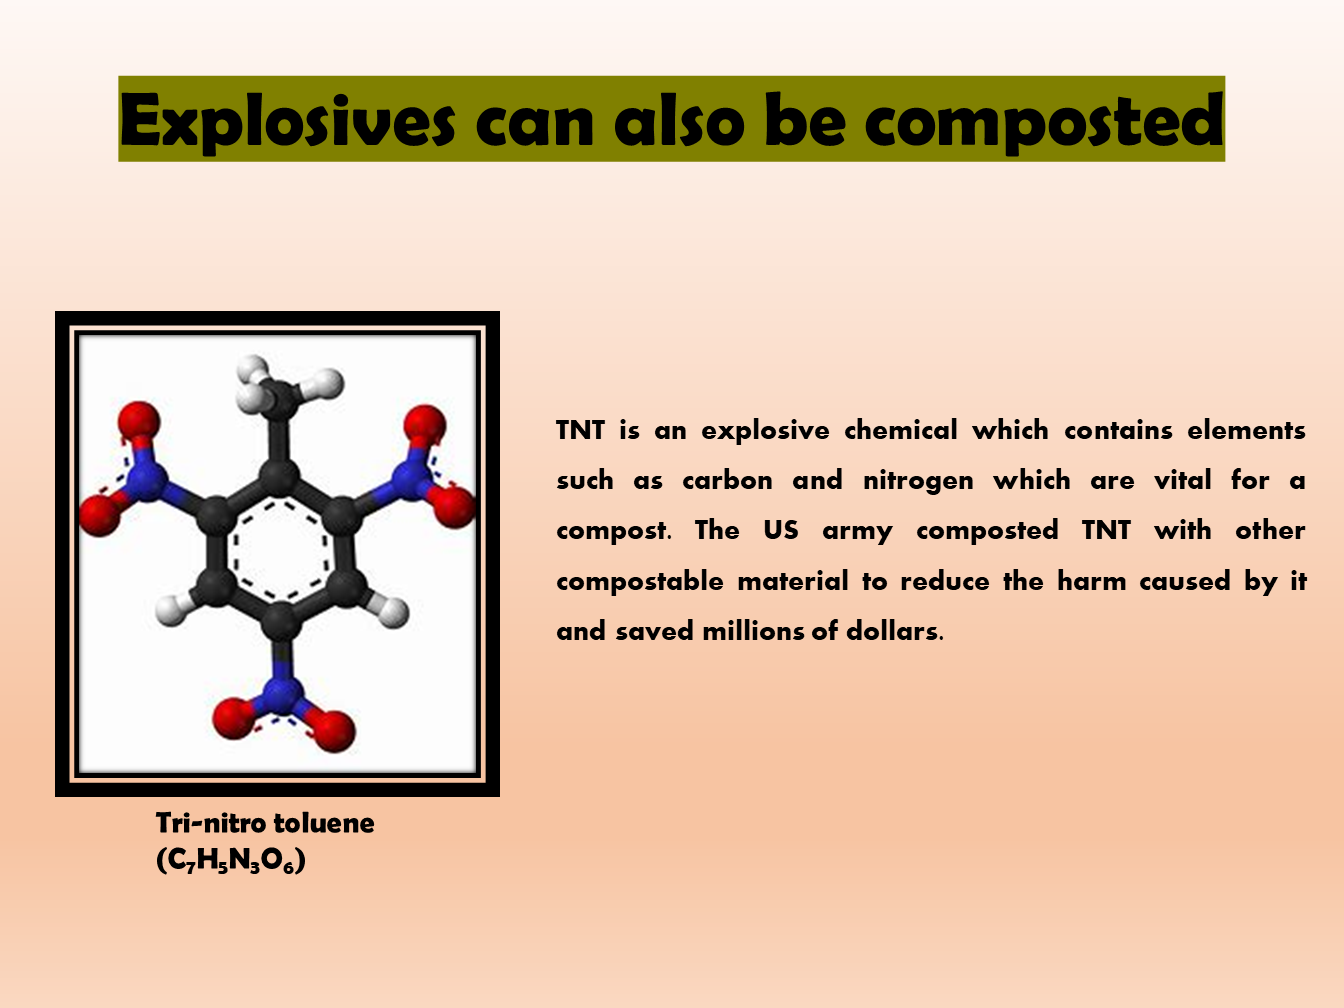 Explosives can also be composted
TNT is an explosive chemical which contains elements
such as carbon and nitrogen which are vital for a
compost. The US army composted TNT with other
compostable material to reduce the harm caused by it
and saved millions of dollars.
Tri-nitro toluene
(C₇H₅N₃O₆)